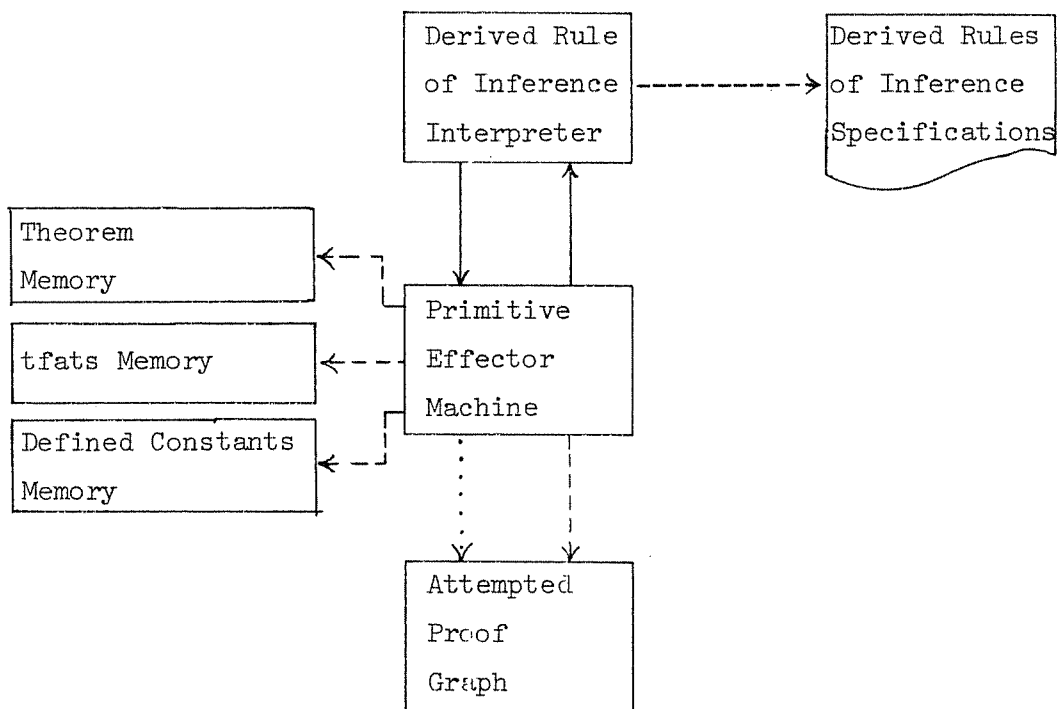 Derived Rule
of Inference
Interpreter
Derived Rules
of Inference
Specifications
Theorem
Memory
tfats Memory
Defined Constants
Memory
Primitive
Effector
Machine
Attempted
Proof
Graph